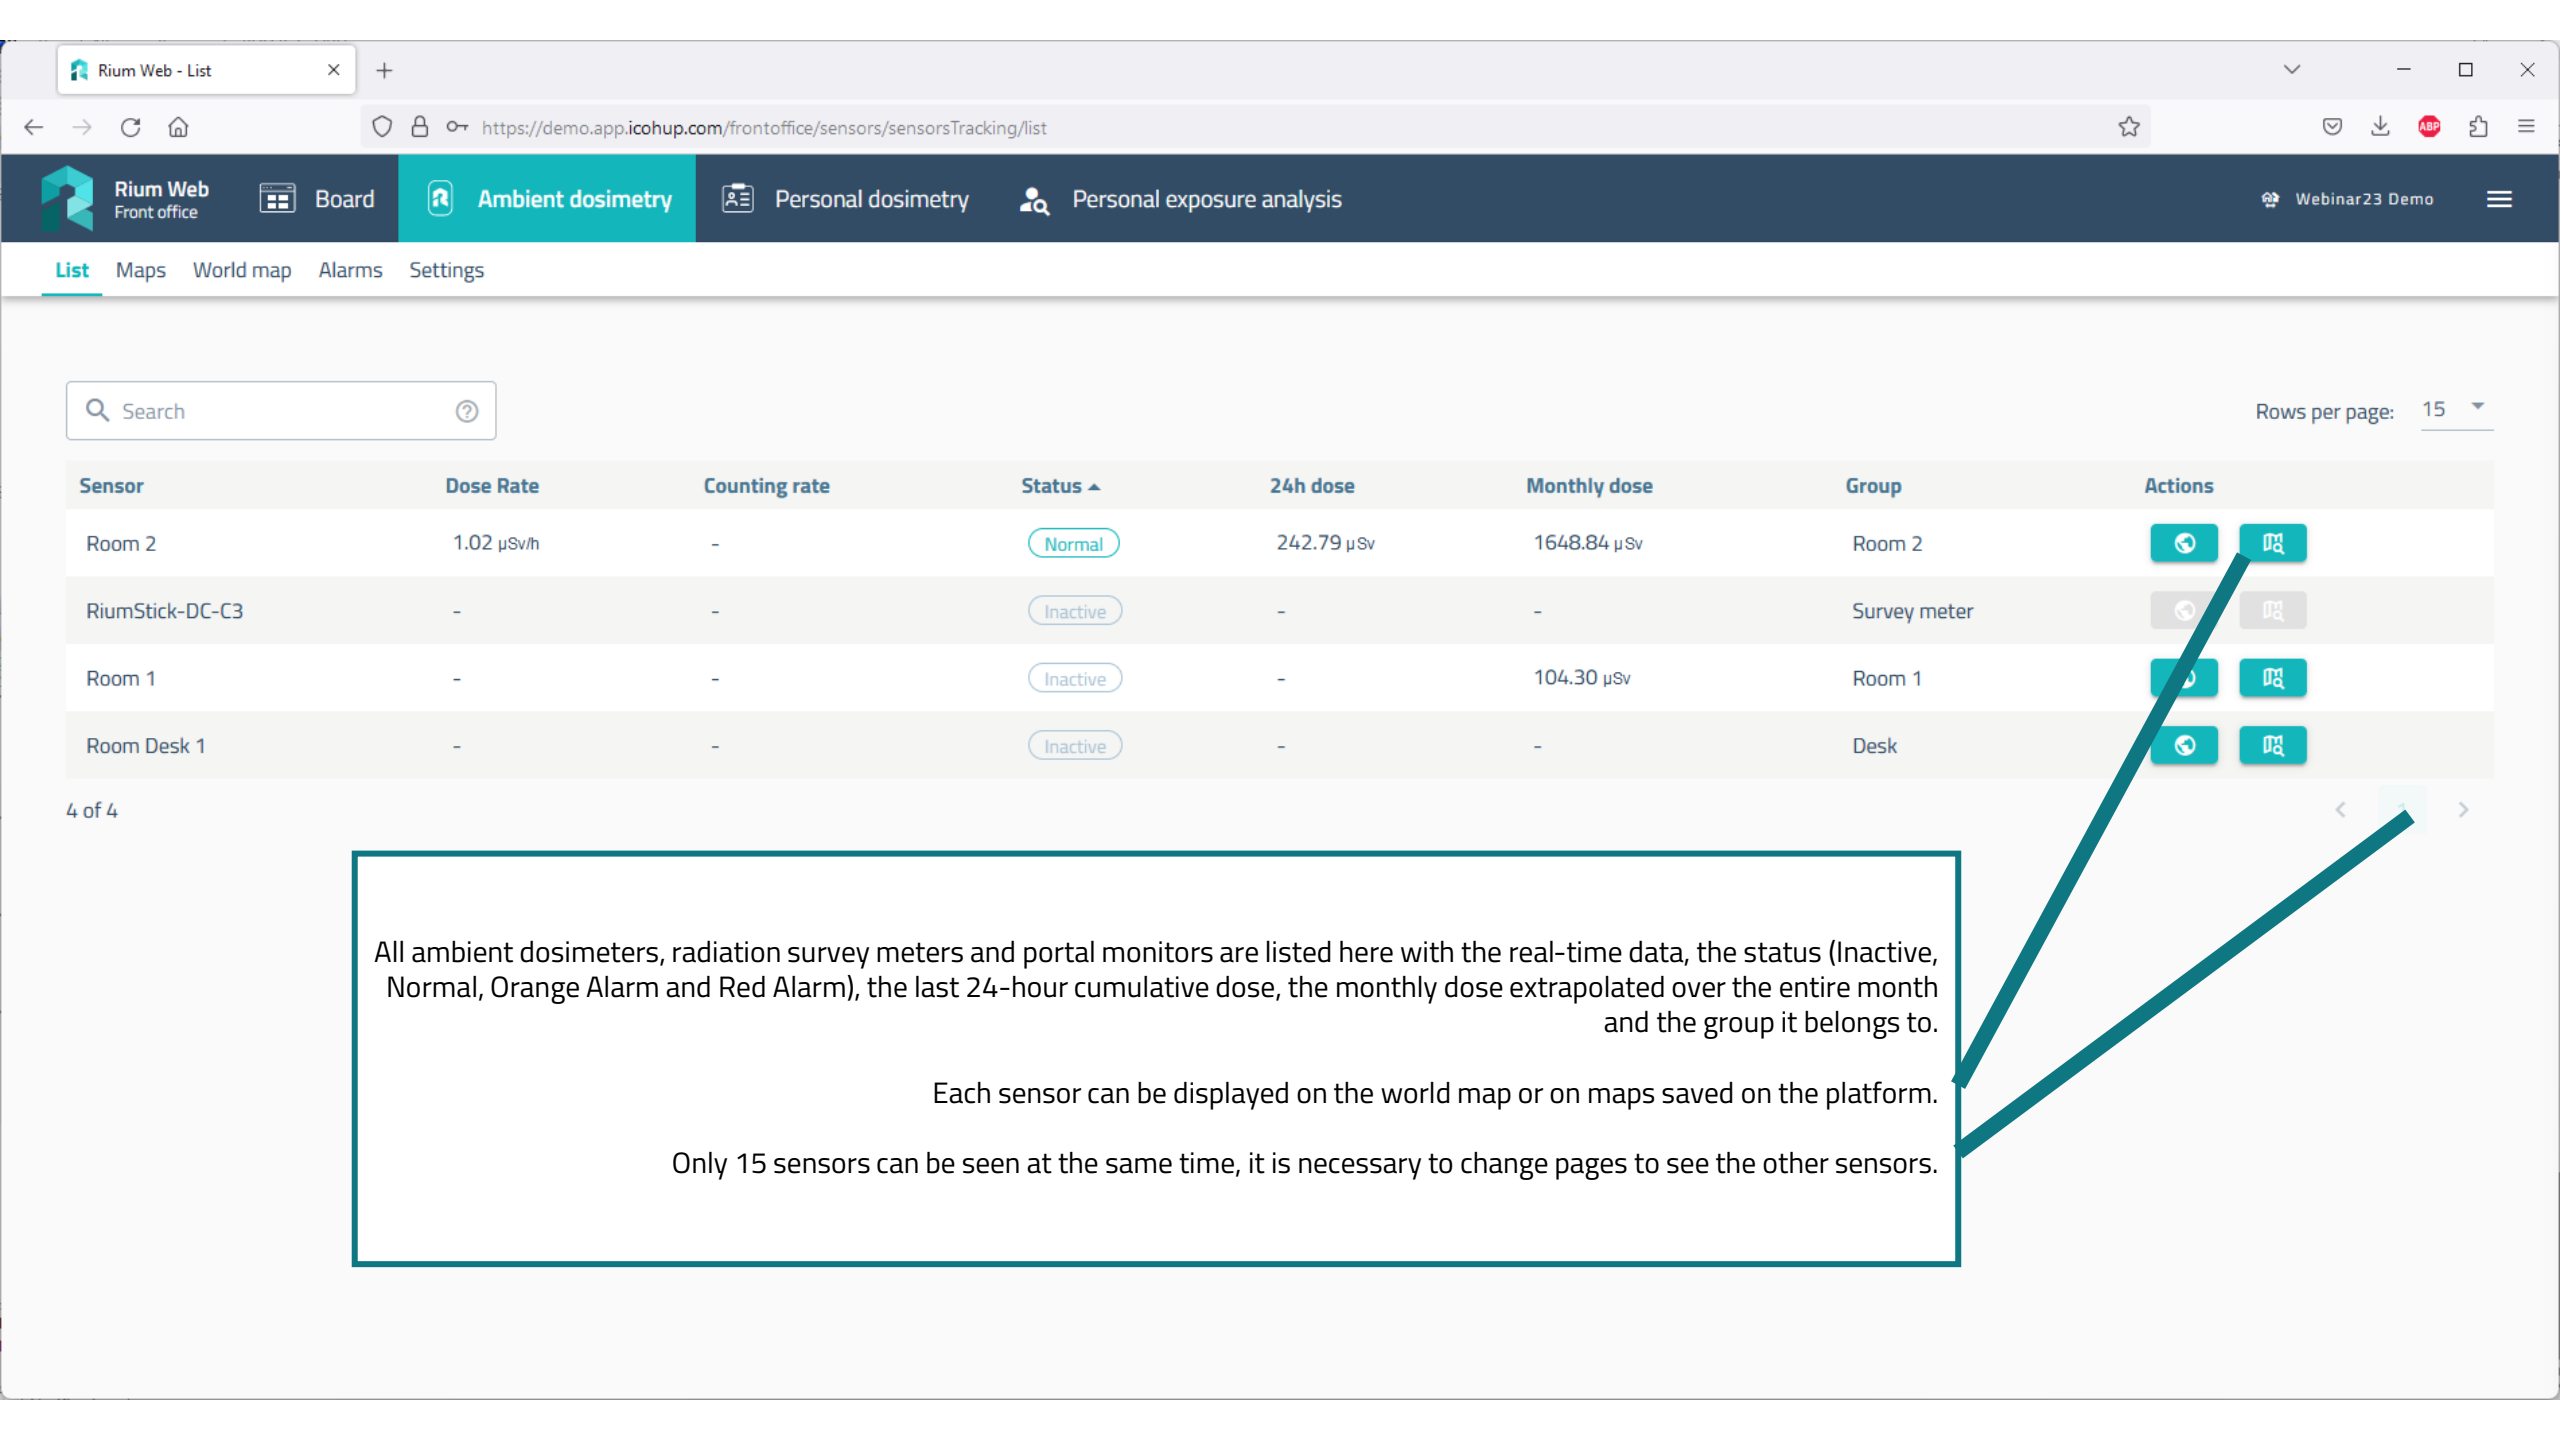 Rium Web - List
https://demo.app.icohup.com/frontoffice/sensors/sensorsTracking/list
ABP
Rium Web
Front office
Board
Ambient dosimetry
Personal dosimetry
Personal exposure analysis
Webinar23 Demo
List Maps World map Alarms Settings
Search
Rows per page: 15
Sensor Dose Rate Counting rate Status 24h dose Monthly dose Group Actions
Room 2 1.02 µSv/h - Normal 242.79 µSv 1648.84 µSv Room 2
RiumStick-DC-C3 - - Inactive - - Survey meter
Room 1 - - Inactive - 104.30 µSv Room 1
Room Desk 1 - - Inactive - - Desk
4 of 4
All ambient dosimeters, radiation survey meters and portal monitors are listed here with the real-time data, the status (Inactive,
Normal, Orange Alarm and Red Alarm), the last 24-hour cumulative dose, the monthly dose extrapolated over the entire month
and the group it belongs to.
Each sensor can be displayed on the world map or on maps saved on the platform.
Only 15 sensors can be seen at the same time, it is necessary to change pages to see the other sensors.